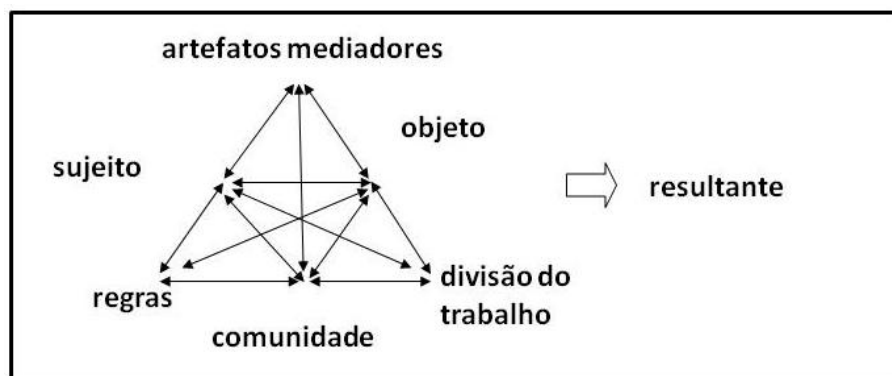 artefatos mediadores
objeto
sujeito
resultante
regras
divisão do
trabalho
comunidade